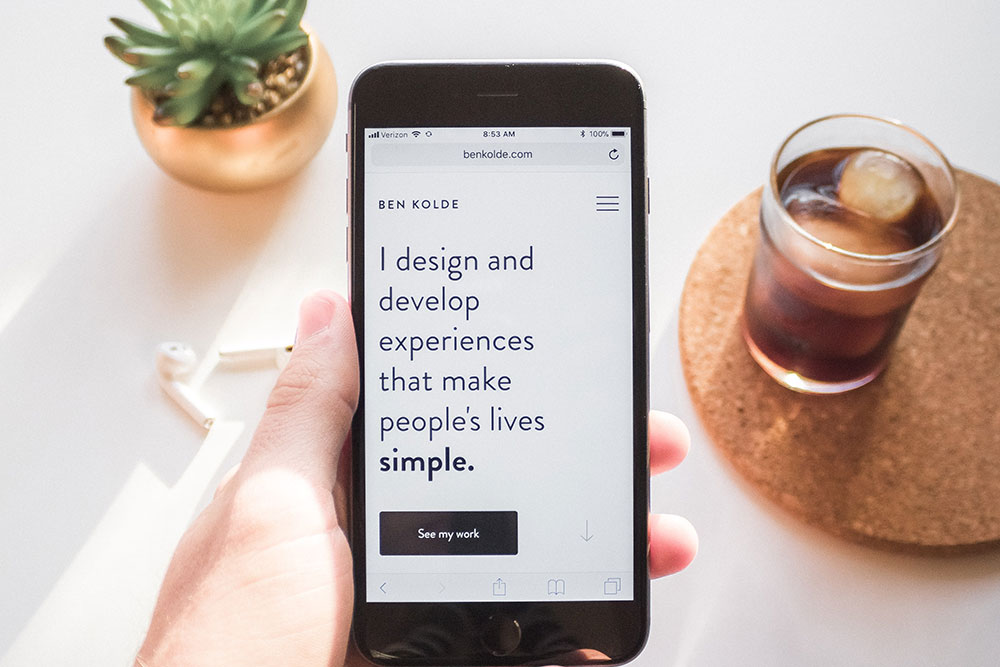 Verizon 8:53 AM 100%
benkolde.com
BEN KOLDE
I design and
develop
experiences
that make
people's lives
simple.
See my work